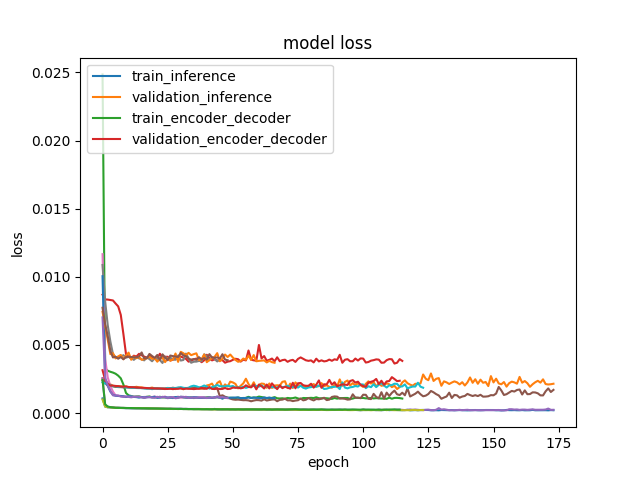 model loss
train_inference
validation_inference
train_encoder_decoder
validation_encoder_decoder
0.025
0.020
0.015
0.010
0.005
0.000
loss
0 25 50 75 100 125 150 175
epoch